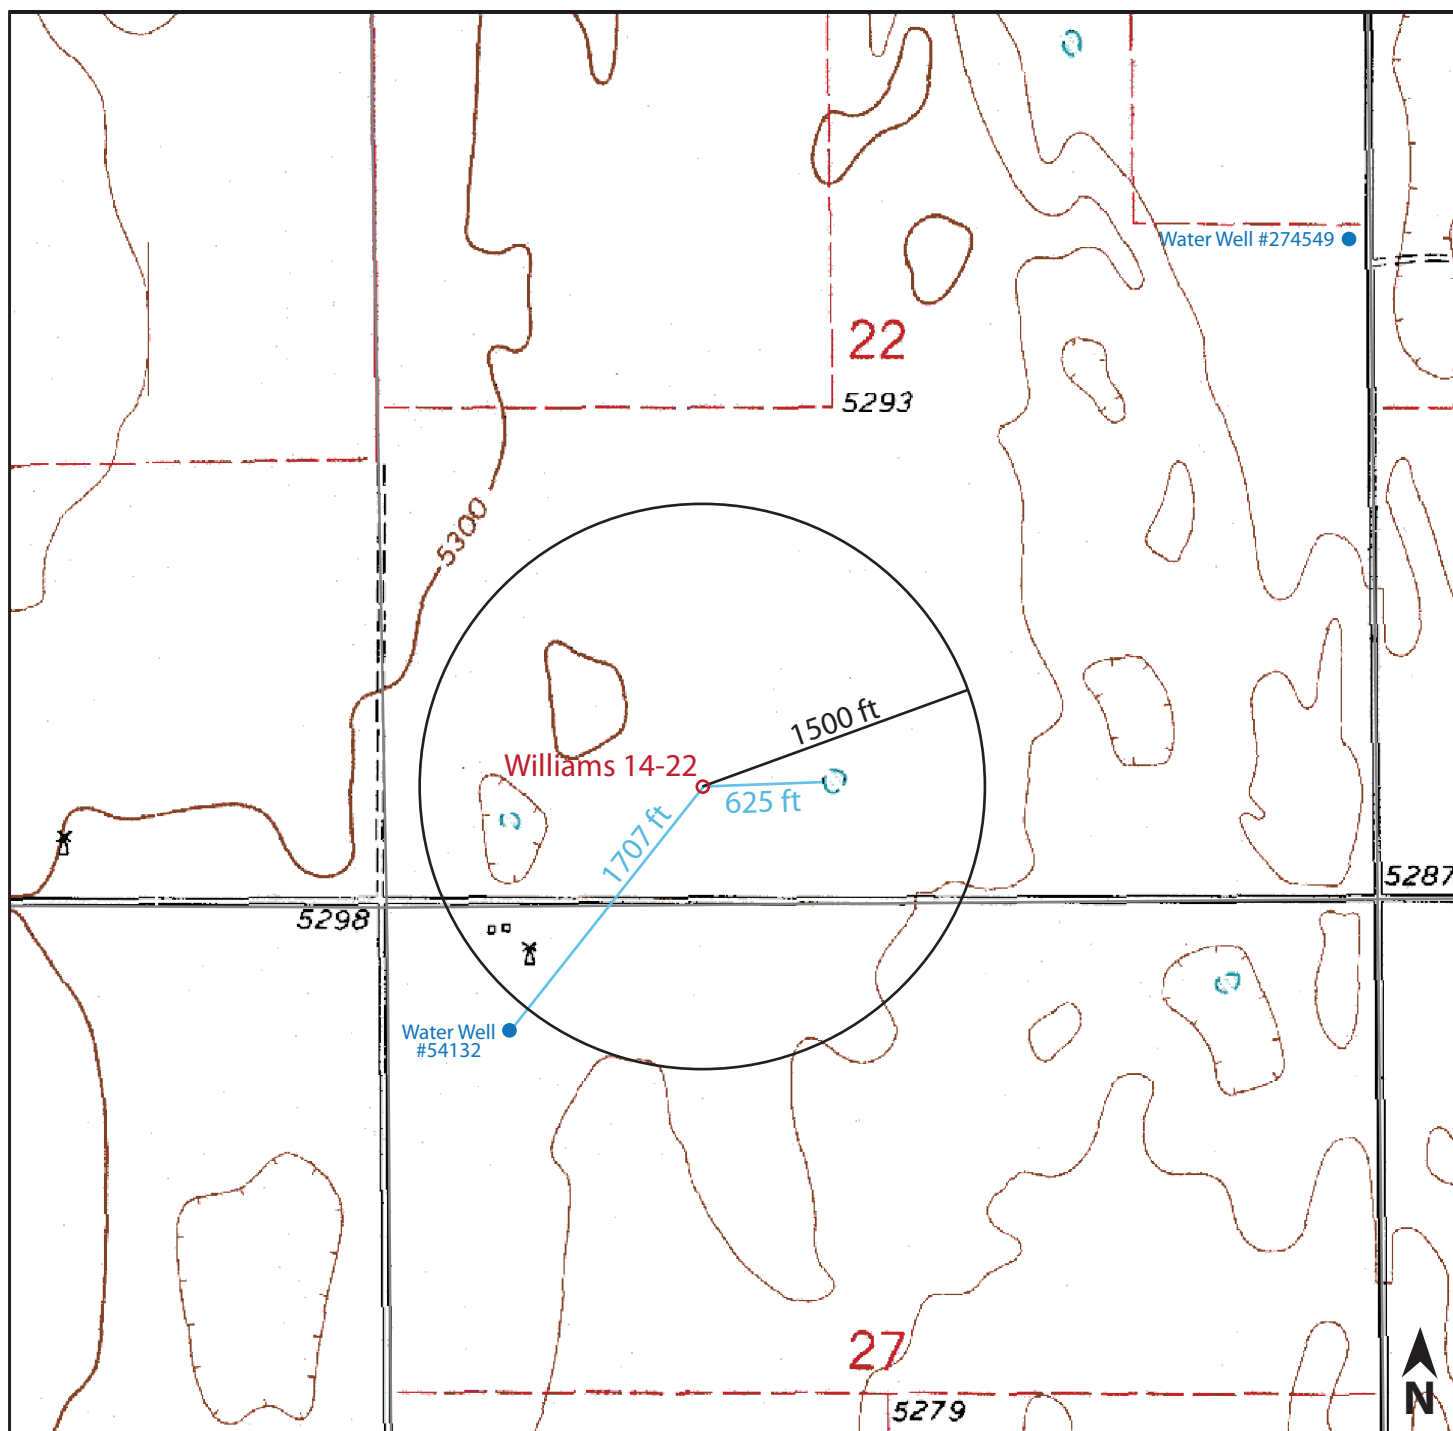 Water Well #274549
22
5293
5300
1500 ft
Williams 14-22
625 ft
1707 ft
5287
5298
Water Well
#54132
27
5279
N